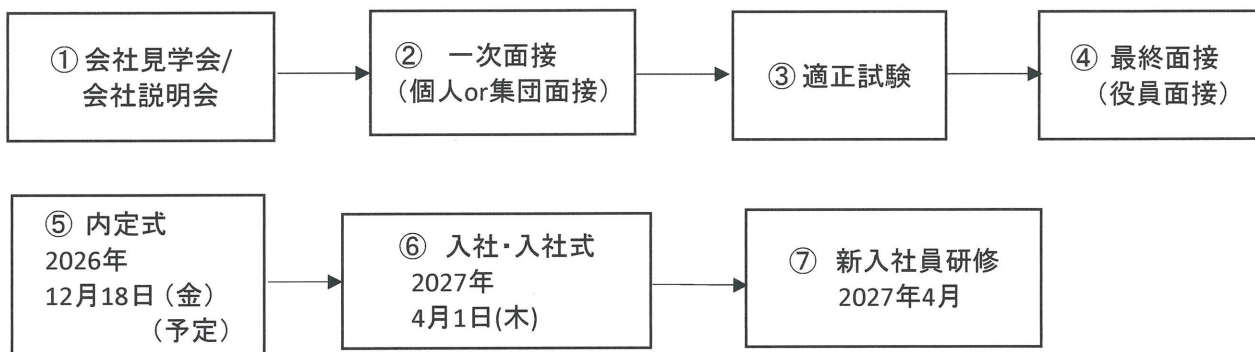 ① 会社見学会/
会社説明会
② 一次面接
(個人or集団面接)
③ 適正試験
④ 最終面接
(役員面接)
⑤ 内定式
2026年
12月18日(金)
(予定)
⑥ 入社・入社式
2027年
4月1日(木)
⑦ 新入社員研修
2027年4月